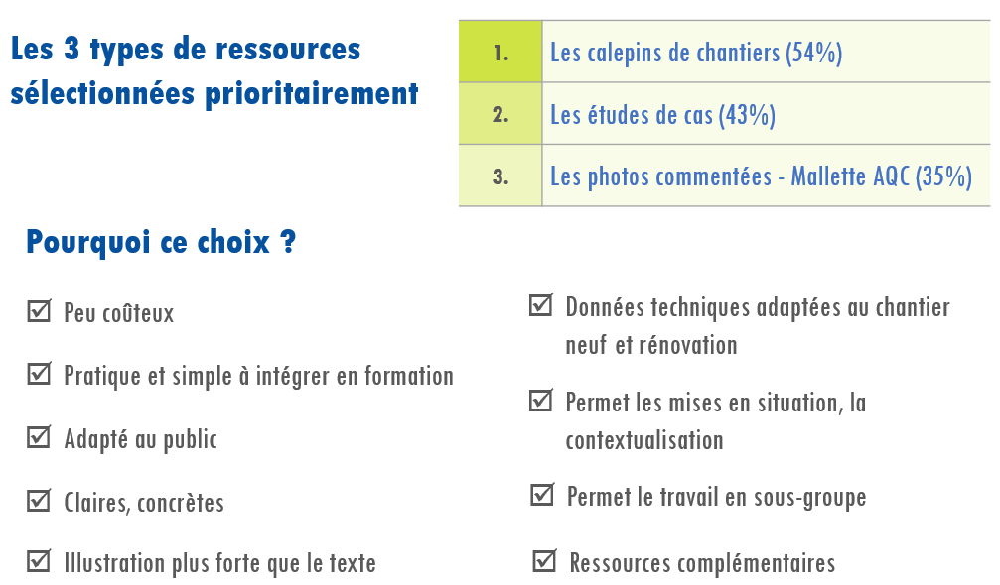 Les 3 types de ressources
sélectionnées prioritairement
1. Les calepins de chantiers (54%)
2. Les études de cas (43%)
3. Les photos commentées - Mallette AQC (35%)
Pourquoi ce choix ?
Peu coûteux
Pratique et simple à intégrer en formation
Adapté au public
Claires, concrètes
Illustration plus forte que le texte
Données techniques adaptées au chantier
neuf et rénovation
Permet les mises en situation, la
contextualisation
Permet le travail en sous-groupe
Ressources complémentaires